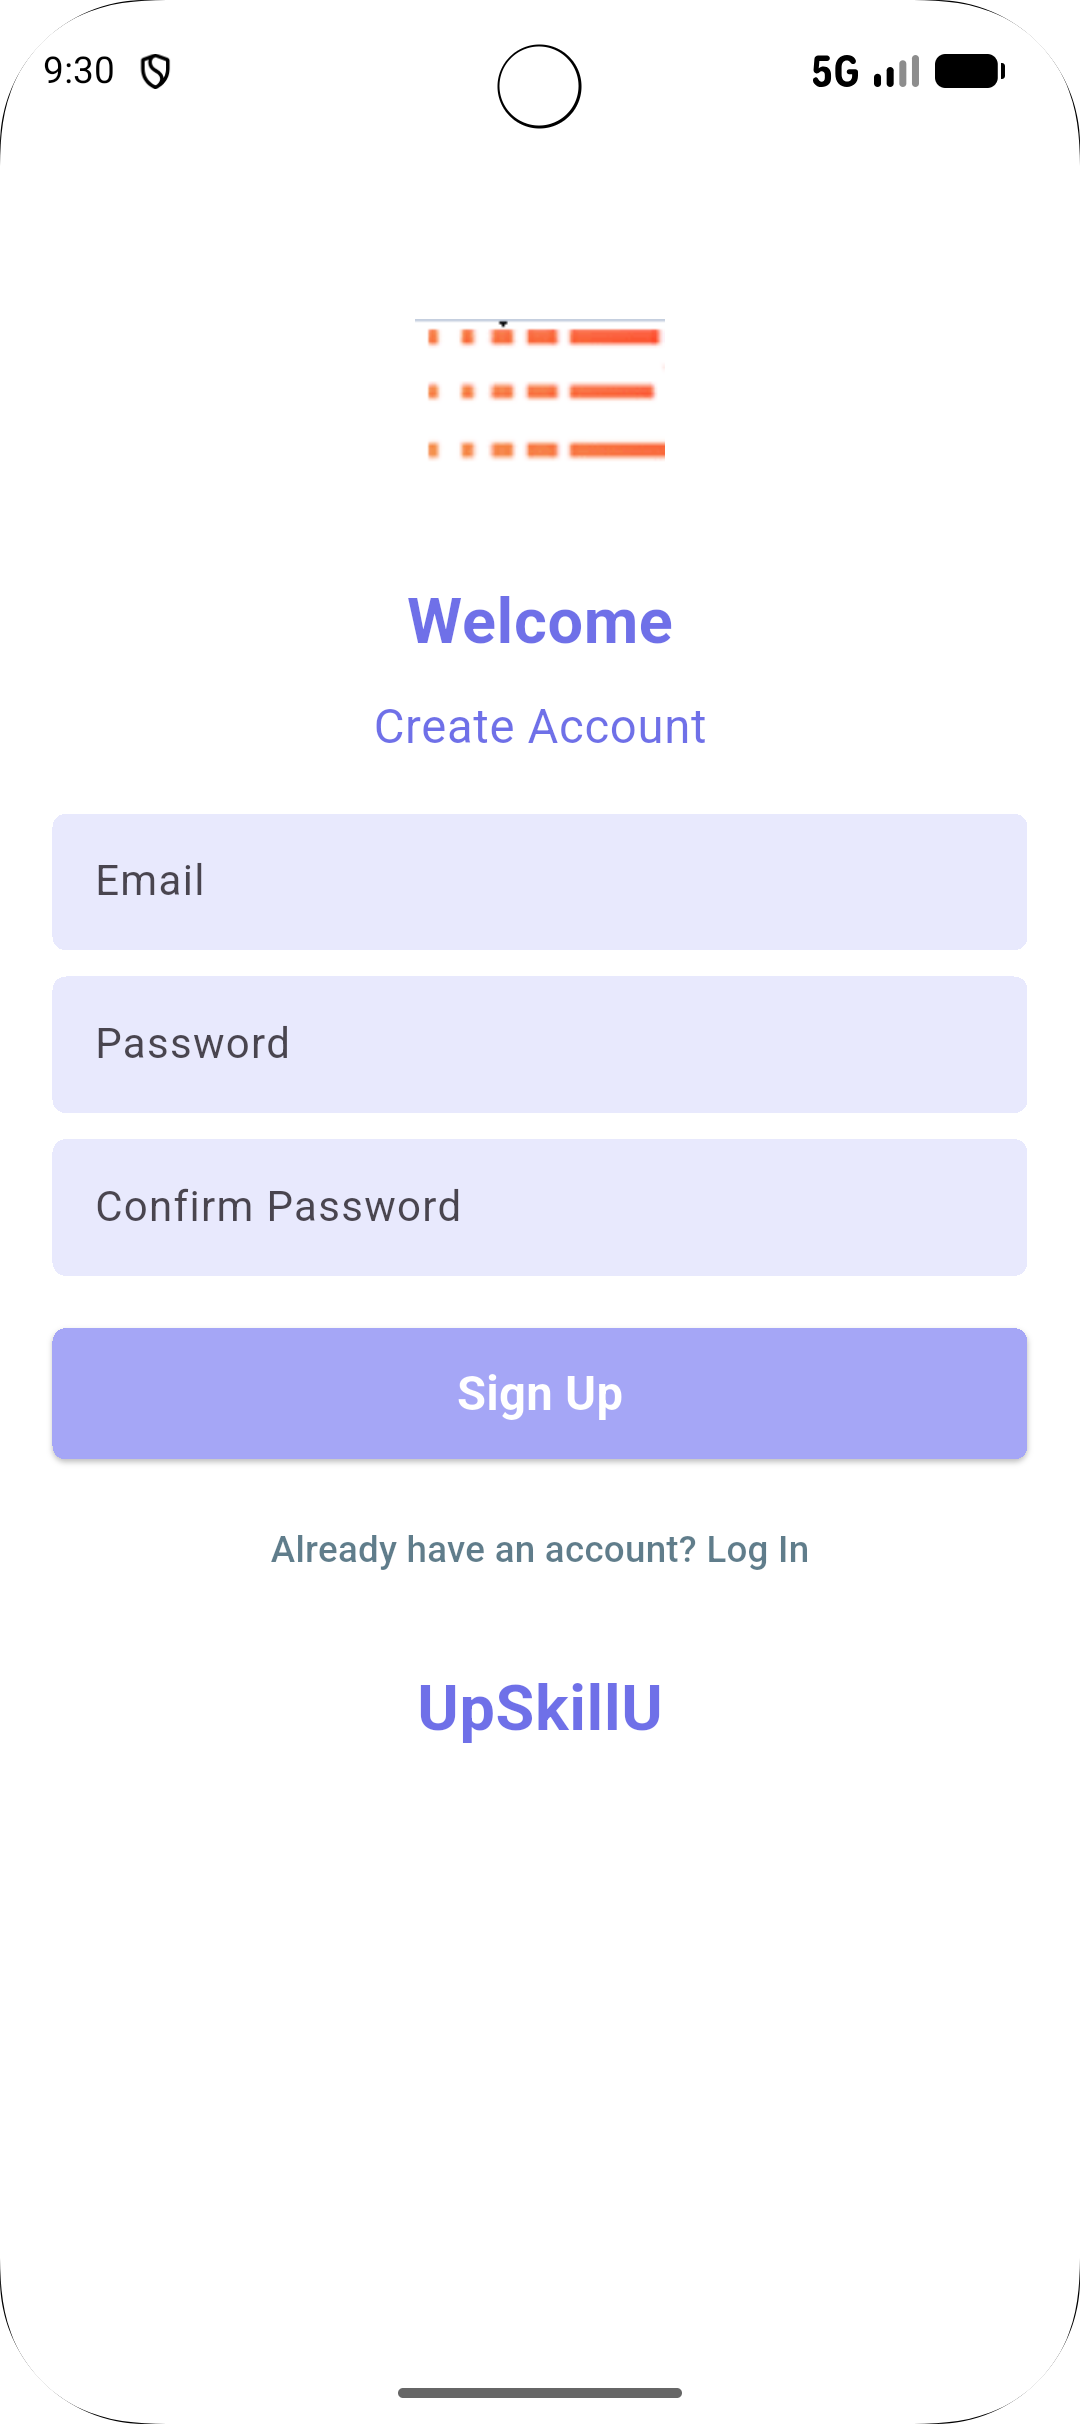 9:30 5G
Welcome
Create Account
Email
Password
Confirm Password
Sign Up
Already have an account? Log In
UpSkillU